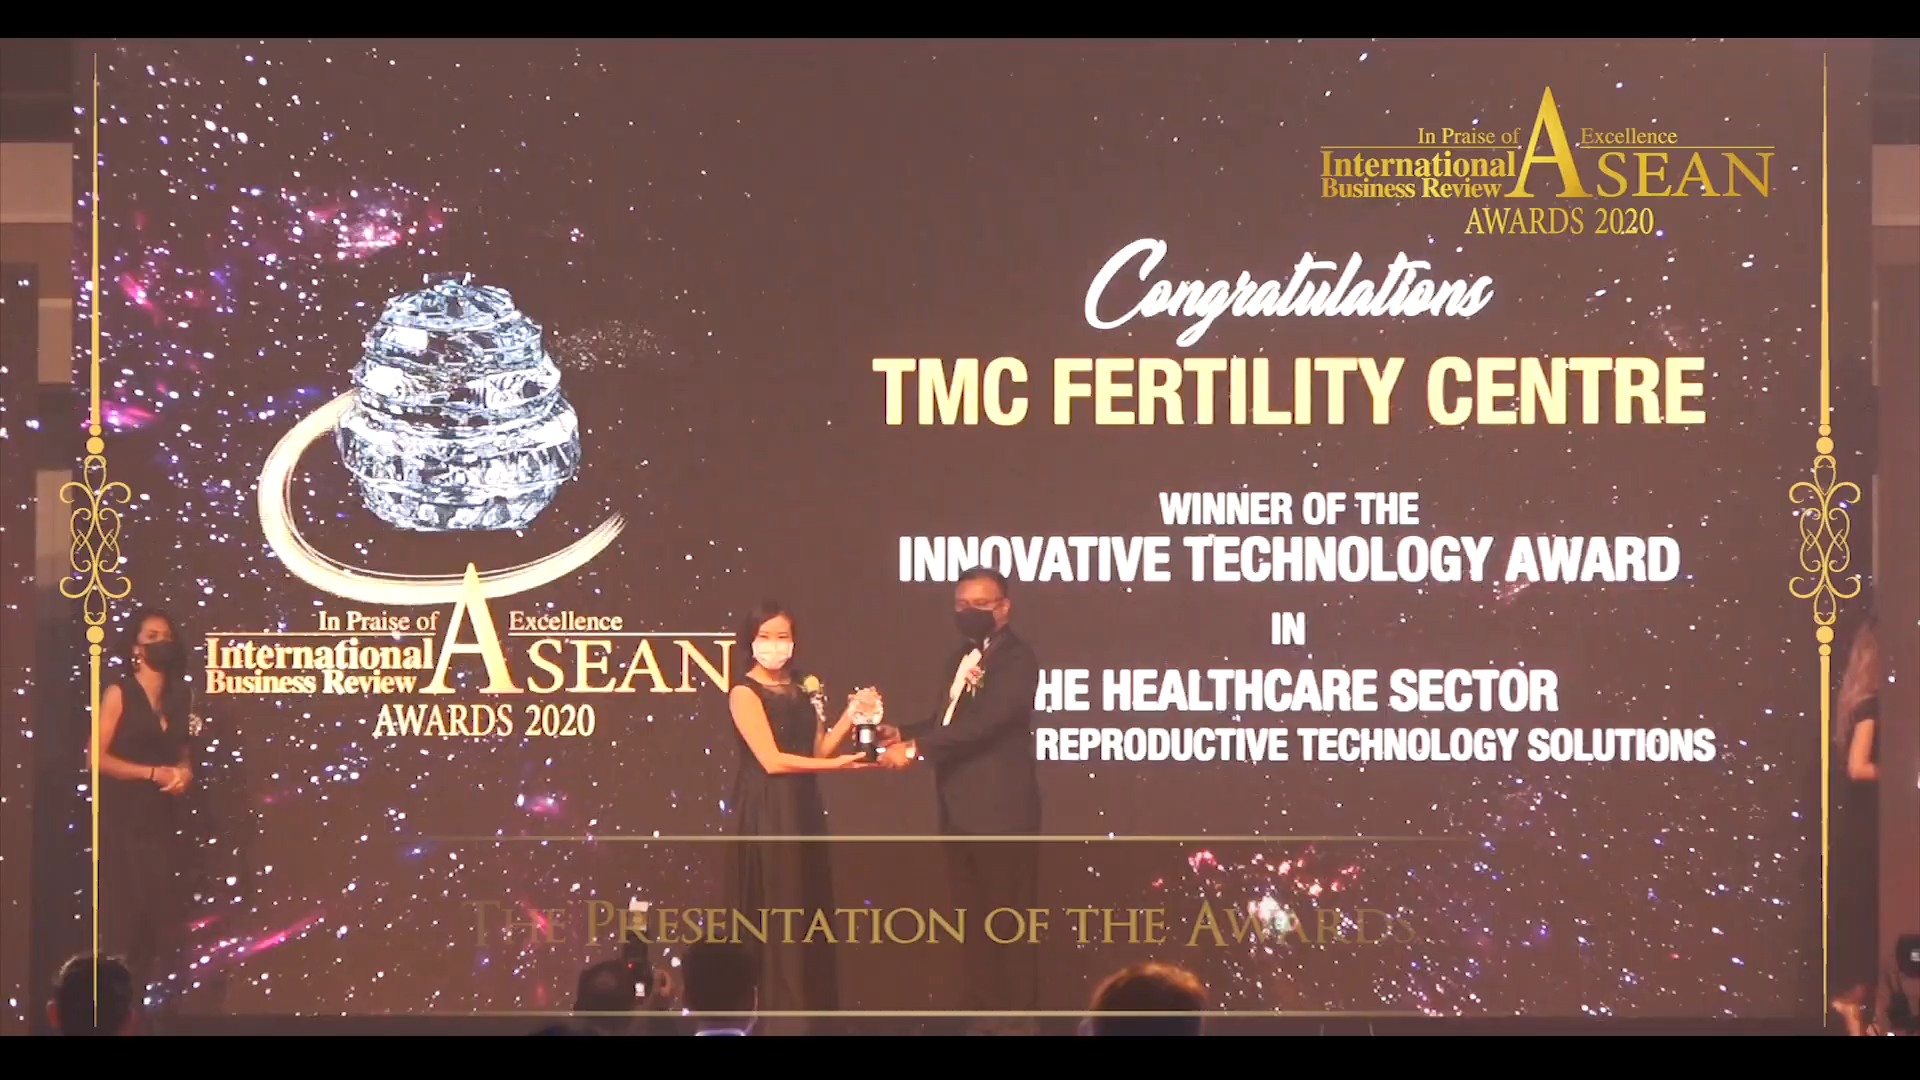 In Praise of Excellence
International ASEAN
Business Review
AWARDS 2020
Congratulations
TMC FERTILITY CENTRE
WINNER OF THE
INNOVATIVE TECHNOLOGY AWARD
IN
HE HEALTHCARE SECTOR
REPRODUCTIVE TECHNOLOGY SOLUTIONS
In Praise of Excellence
International ASEAN
Business Review
AWARDS 2020
THE PRESENTATION OF THE AWARDS